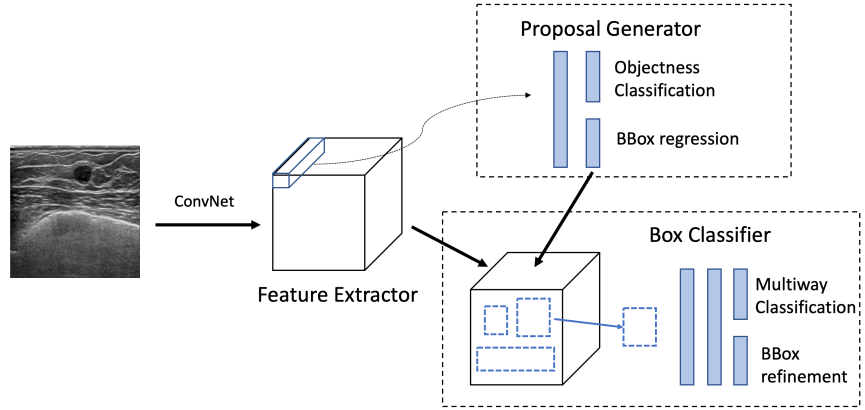 Proposal Generator
Objectness
Classification
BBox regression
ConvNet
Feature Extractor
Box Classifier
Multiway
Classification
BBox
refinement